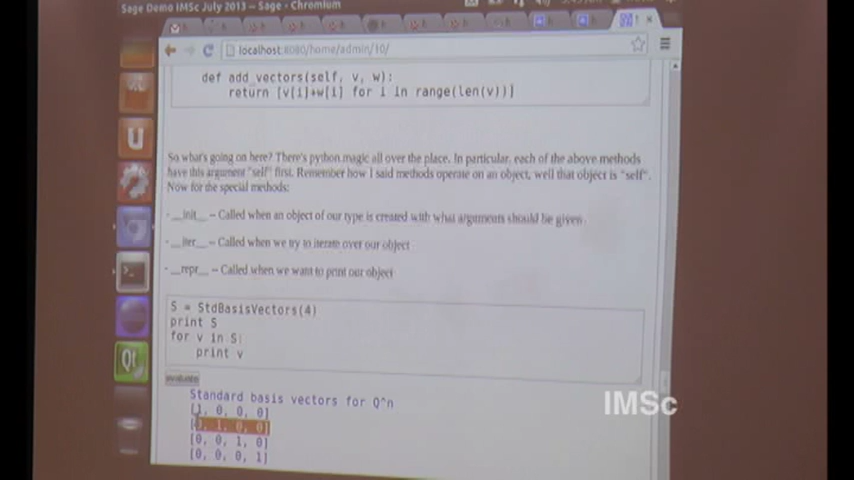 Sage Demo IMSc July 2013 - Sage - Chromium
localhost:8080/home/admin/10/
def add_vectors(self, v, w):
return [v[i]+w[i] for i in range(len(v))]
So what's going on here? There's python magic all over the place. In particular, each of the above methods
have this argument "self" first. Remember how I said methods operate on an object, well that object is "self".
Now for the special methods:
- __init__ -- Called when an object of our type is created with what arguments should be given.
- __iter__ -- Called when we try to iterate over our object
- __repr__ -- Called when we want to print our object
S = StdBasisVectors(4)
print S
for v in S:
print v
evaluate
Standard basis vectors for Q^n
[1, 0, 0, 0]
[0, 1, 0, 0]
[0, 0, 1, 0]
[0, 0, 0, 1]
IMSc